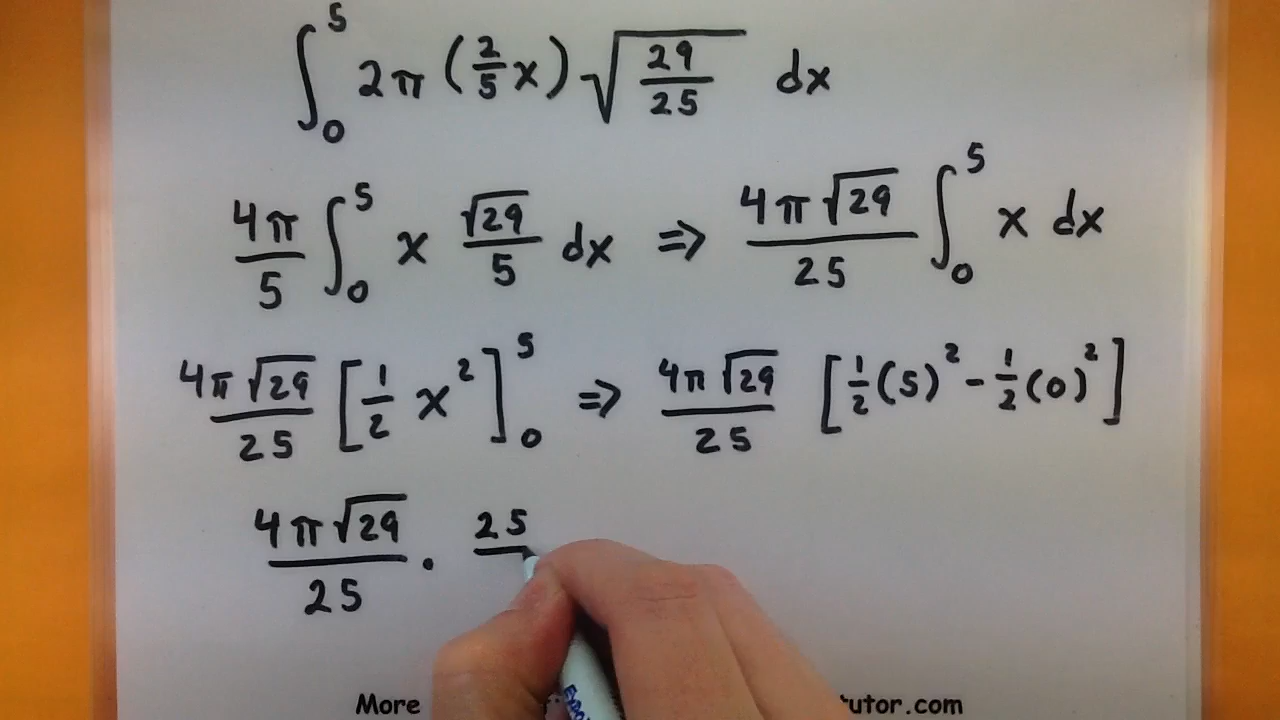 ∫₀⁵ 2π (2/5 x) √(29/25) dx
4π/5 ∫₀⁵ x √29/5 dx ⇒ 4π√29/25 ∫₀⁵ x dx
4π√29/25 [1/2 x²]₀⁵ ⇒ 4π√29/25 [1/2(5)² - 1/2(0)²]
4π√29/25 · 25/
More tutor.com